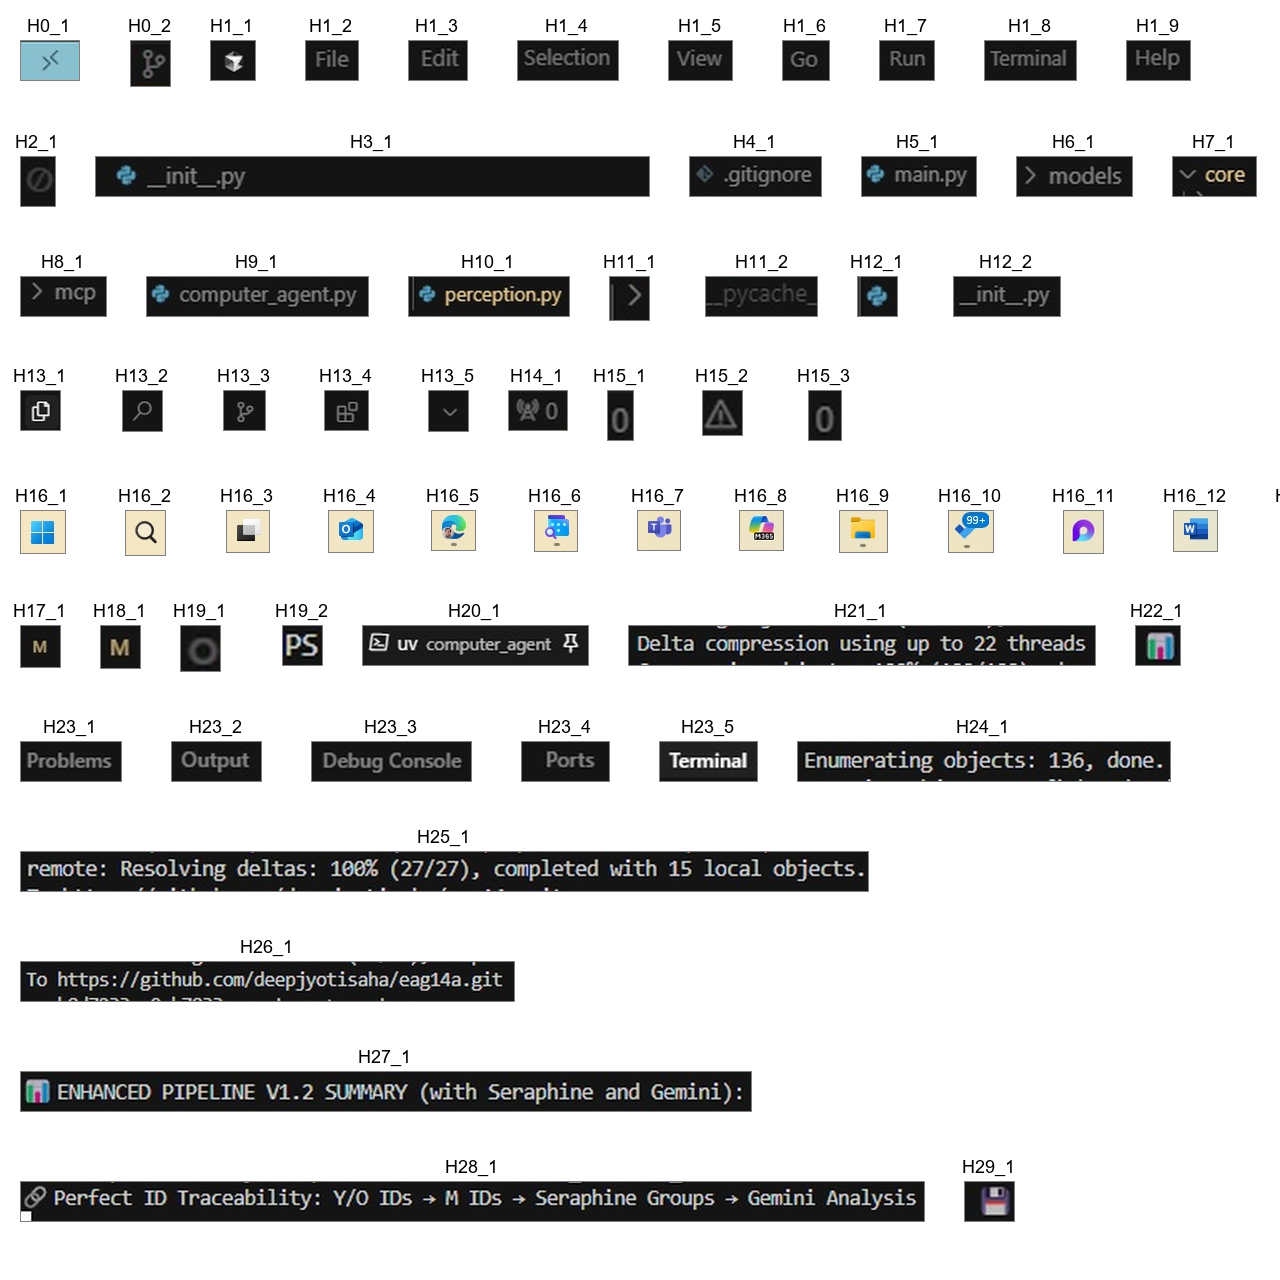 H0_1 H0_2 H1_1 H1_2 H1_3 H1_4 H1_5 H1_6 H1_7 H1_8 H1_9
File Edit Selection View Go Run Terminal Help
H2_1 H3_1 H4_1 H5_1 H6_1 H7_1
__init__.py .gitignore main.py models core
H8_1 H9_1 H10_1 H11_1 H11_2 H12_1 H12_2
mcp computer_agent.py perception.py __pycache_ __init__.py
H13_1 H13_2 H13_3 H13_4 H13_5 H14_1 H15_1 H15_2 H15_3
0 0 0
H16_1 H16_2 H16_3 H16_4 H16_5 H16_6 H16_7 H16_8 H16_9 H16_10 H16_11 H16_12
M365 99+
H17_1 H18_1 H19_1 H19_2 H20_1 H21_1 H22_1
M M PS uv computer_agent Delta compression using up to 22 threads
H23_1 H23_2 H23_3 H23_4 H23_5 H24_1
Problems Output Debug Console Ports Terminal Enumerating objects: 136, done.
H25_1
remote: Resolving deltas: 100% (27/27), completed with 15 local objects.
H26_1
To https://github.com/deepjyotisaha/eag14a.git
H27_1
ENHANCED PIPELINE V1.2 SUMMARY (with Seraphine and Gemini):
H28_1 H29_1
Perfect ID Traceability: Y/O IDs → M IDs → Seraphine Groups → Gemini Analysis